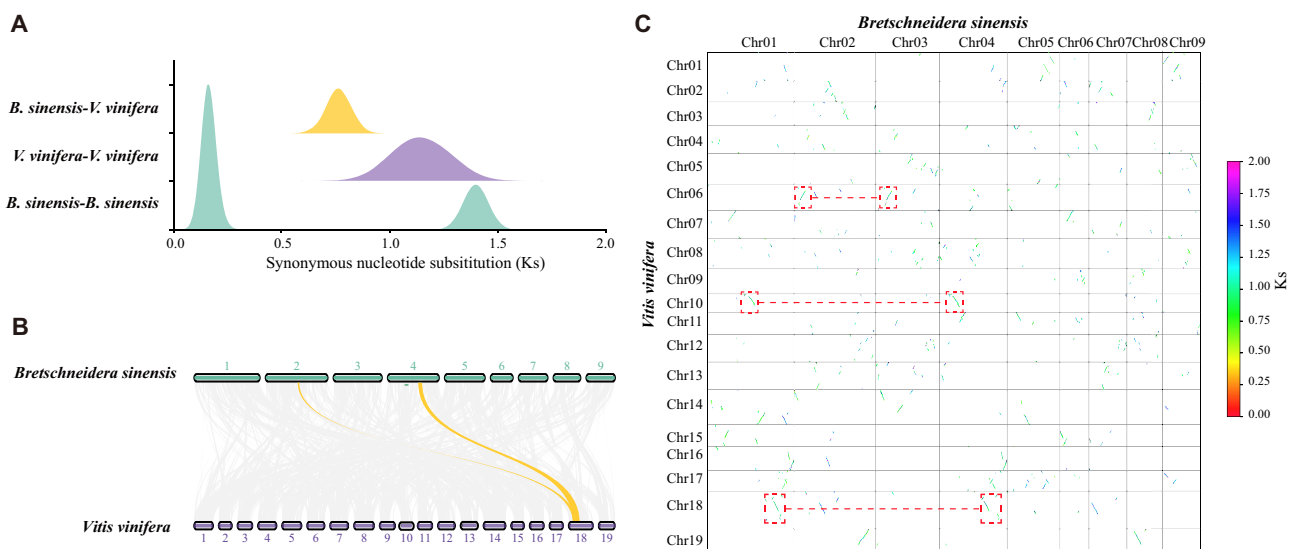 A
B. sinensis-V. vinifera
V. vinifera-V. vinifera
B. sinensis-B. sinensis
0.0 0.5 1.0 1.5 2.0
Synonymous nucleotide subsititution (Ks)
B
1 2 3 4 5 6 7 8 9
Bretschneidera sinensis
Vitis vinifera
1 2 3 4 5 6 7 8 9 10 11 12 13 14 15 16 17 18 19
C
Bretschneidera sinensis
Chr01 Chr02 Chr03 Chr04 Chr05 Chr06 Chr07 Chr08 Chr09
Vitis vinifera
Chr01
Chr02
Chr03
Chr04
Chr05
Chr06
Chr07
Chr08
Chr09
Chr10
Chr11
Chr12
Chr13
Chr14
Chr15
Chr16
Chr17
Chr18
Chr19
2.00
1.75
1.50
1.25
1.00
0.75
0.50
0.25
0.00
Ks